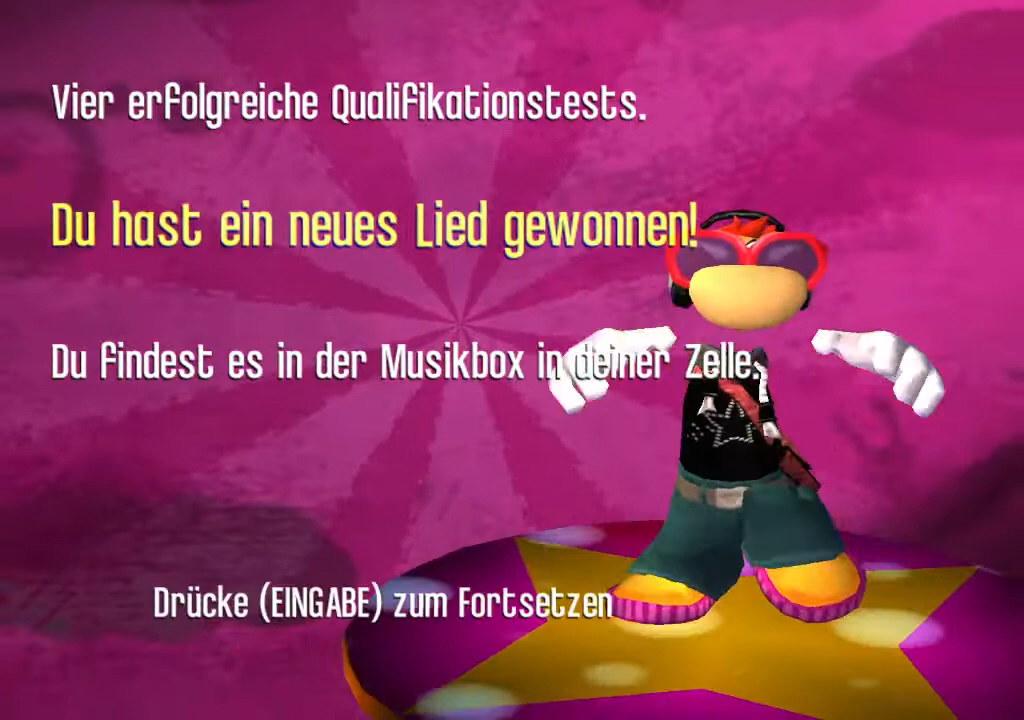 Vier erfolgreiche Qualifikationstests.
Du hast ein neues Lied gewonnen!
Du findest es in der Musikbox in deiner Zelle.
Drücke (EINGABE) zum Fortsetzen